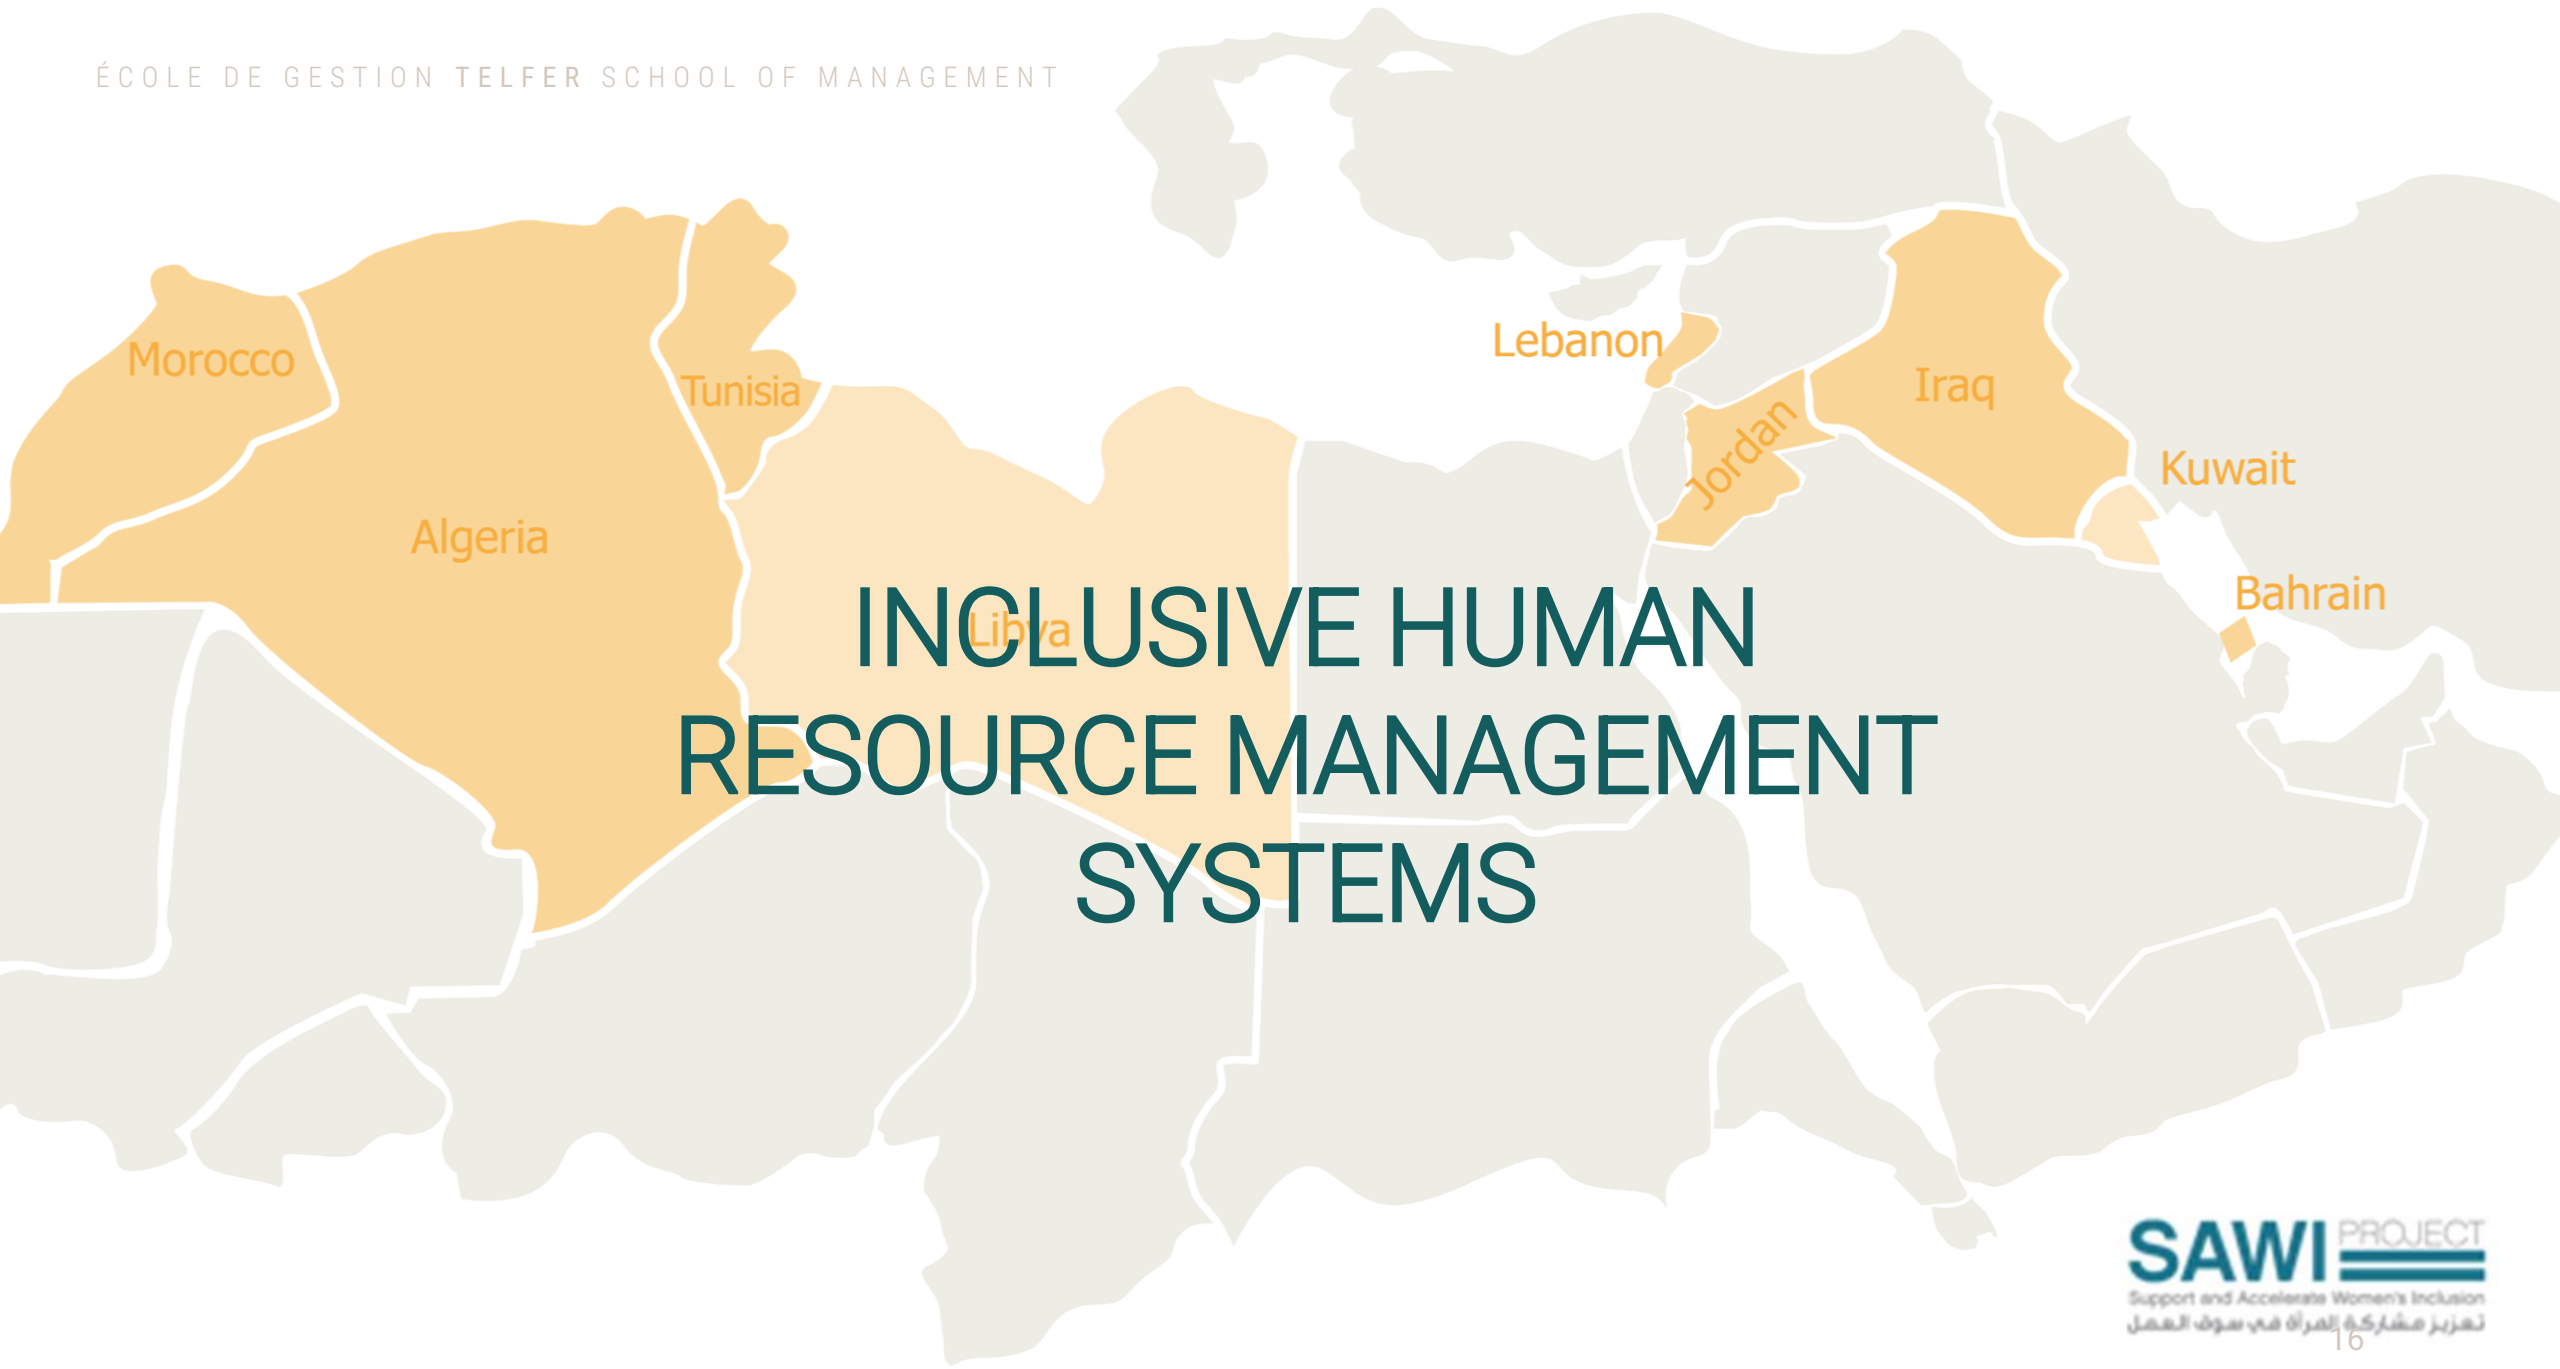 ÉCOLE DE GESTION TELFER SCHOOL OF MANAGEMENT
Morocco
Algeria
Tunisia
Libya
Lebanon
Jordan
Iraq
Kuwait
Bahrain
INCLUSIVE HUMAN
RESOURCE MANAGEMENT
SYSTEMS
SAWI PROJECT
Support and Accelerate Women's Inclusion
تعزيز مشاركة المرأة في سوق العمل
16